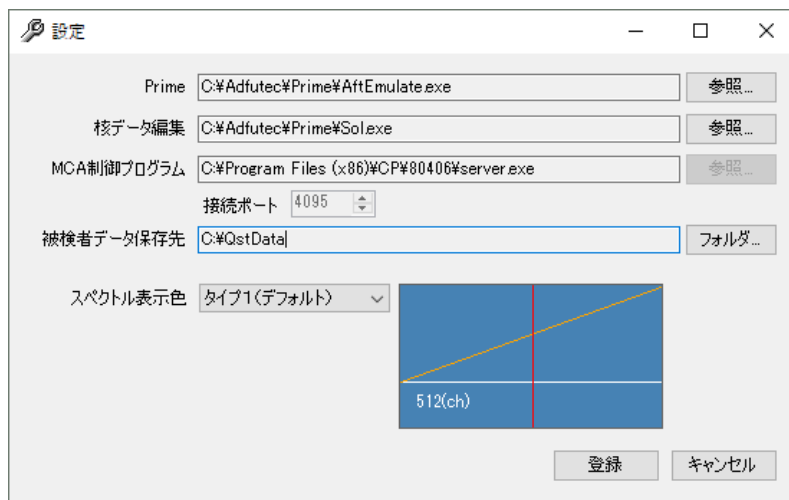 設定
Prime C:¥Adfutec¥Prime¥AftEmulate.exe 参照...
核データ編集 C:¥Adfutec¥Prime¥Sol.exe 参照...
MCA制御プログラム C:¥Program Files (x86)¥CP¥80406¥server.exe 参照...
接続ポート 4095
被検者データ保存先 C:¥QstData フォルダ...
スペクトル表示色 タイプ1(デフォルト)
512(ch)
登録 キャンセル